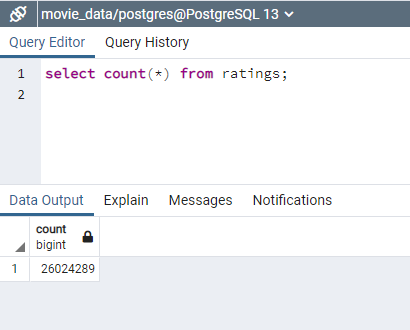 movie_data/postgres@PostgreSQL 13
Query Editor Query History
1 select count(*) from ratings;
2
Data Output Explain Messages Notifications
count
bigint
1 26024289